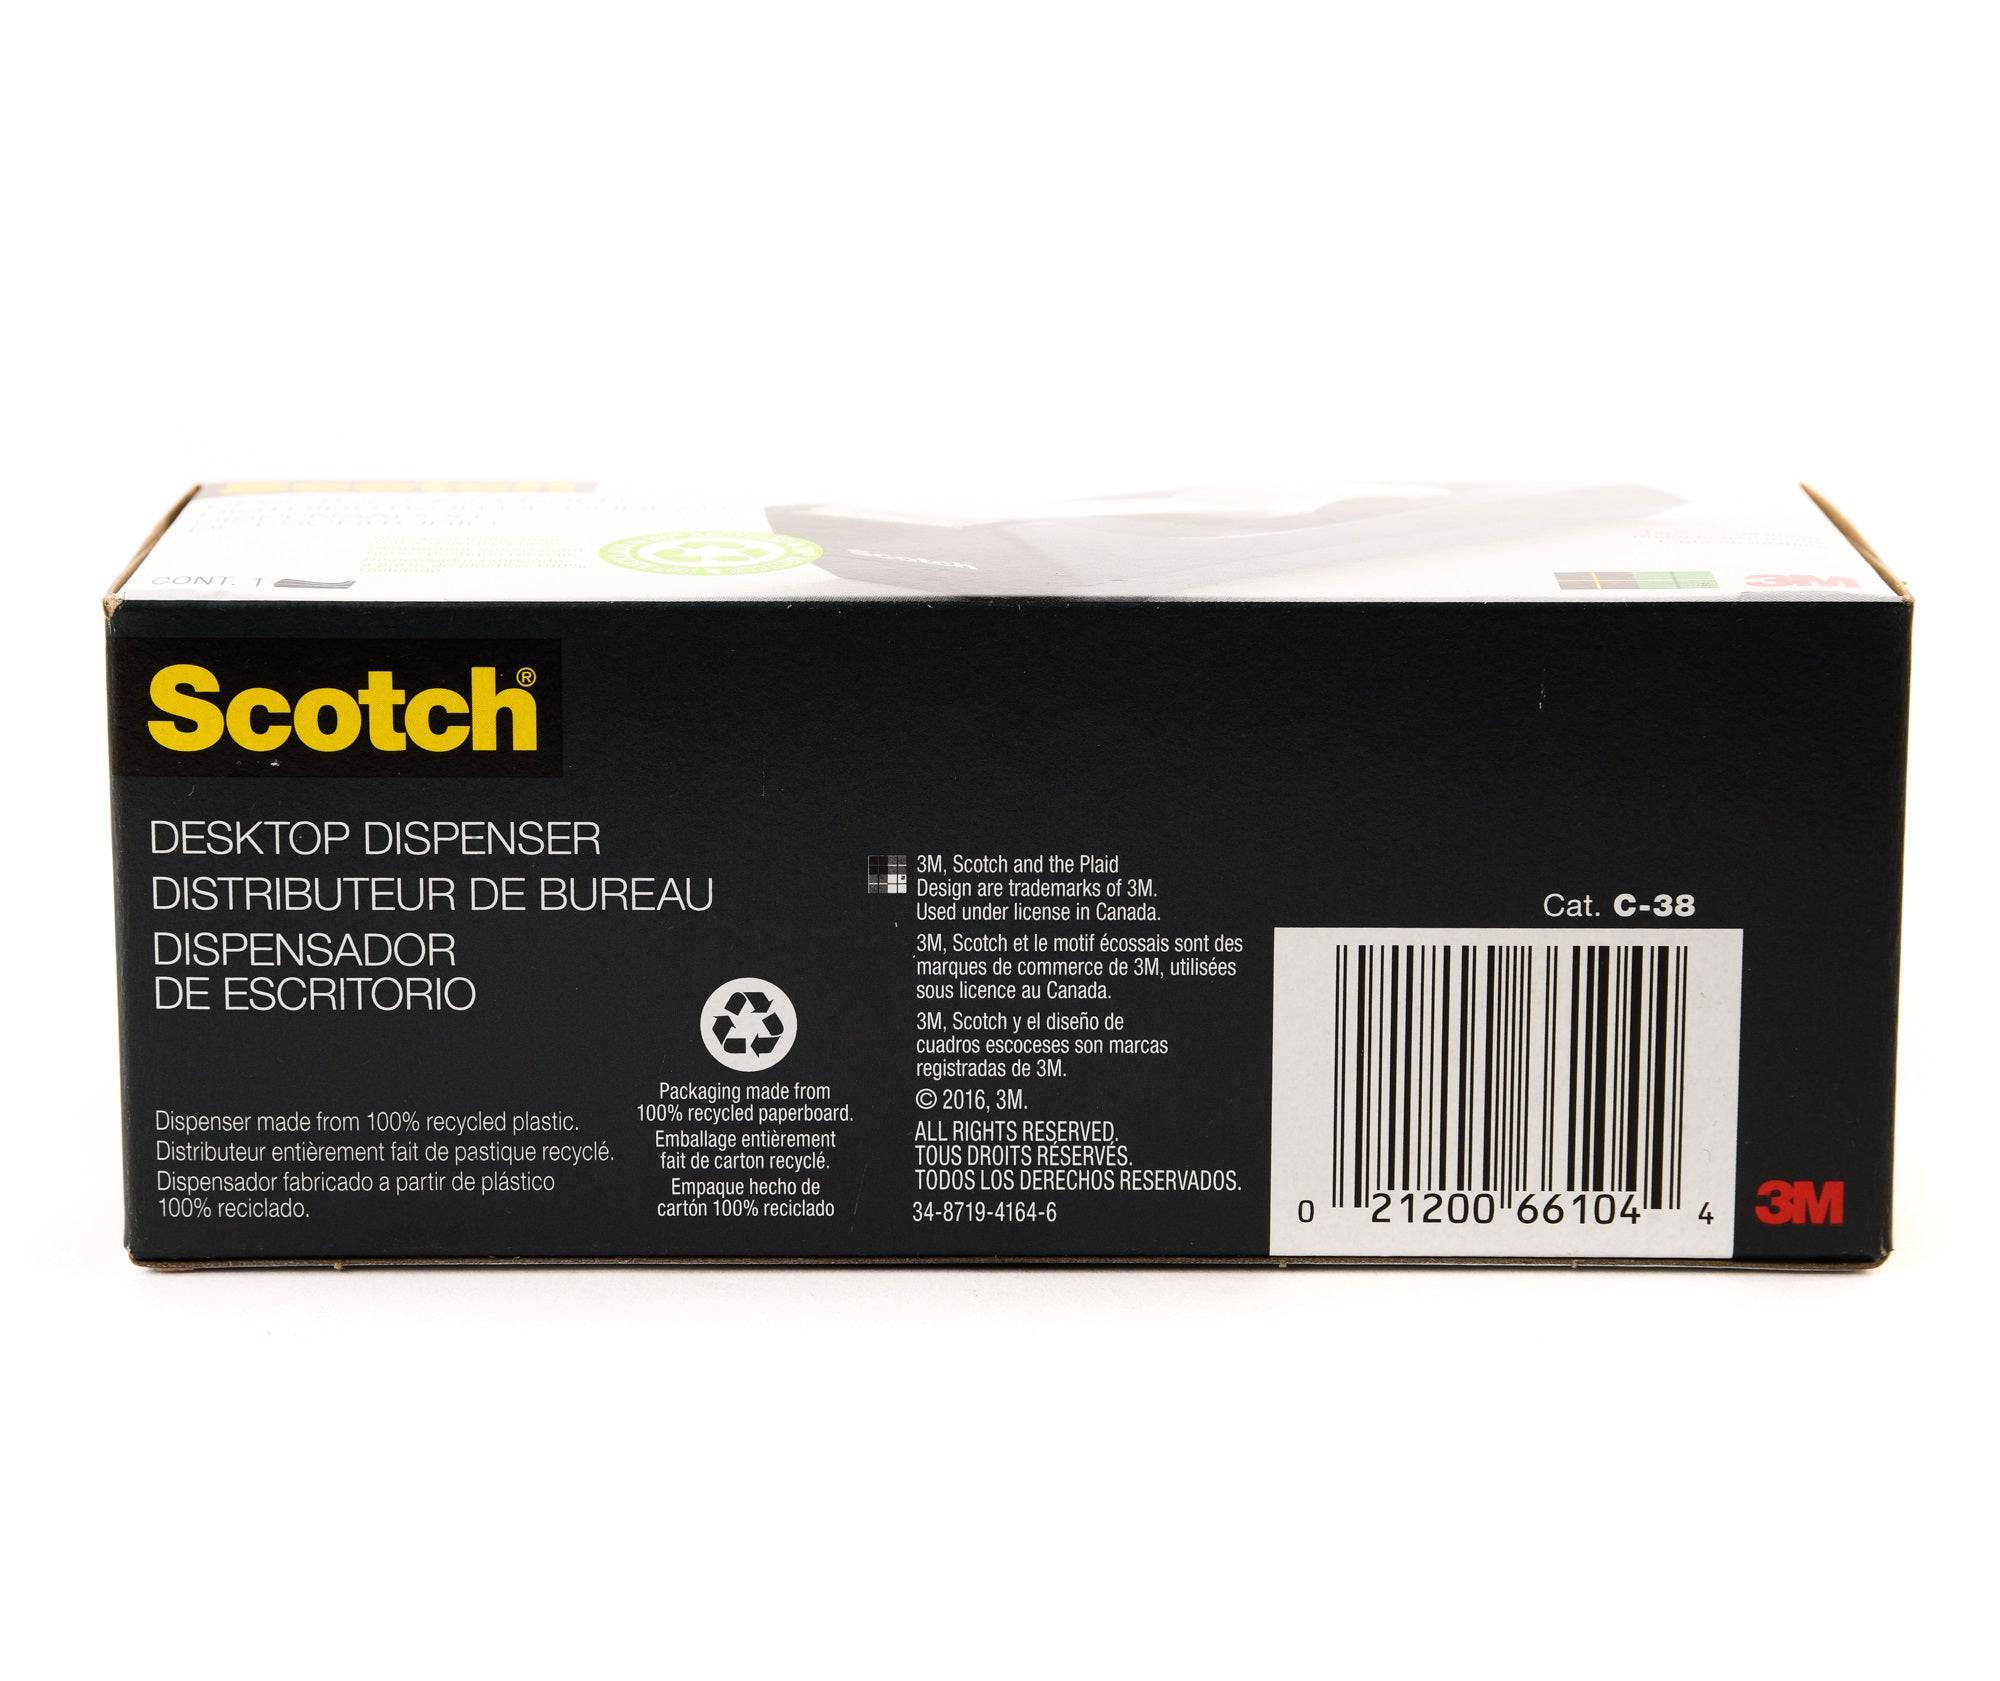 CONT. 1
Scotch
3M
Scotch®
DESKTOP DISPENSER
DISTRIBUTEUR DE BUREAU
DISPENSADOR
DE ESCRITORIO
Dispenser made from 100% recycled plastic.
Distributeur entièrement fait de pastique recyclé.
Dispensador fabricado a partir de plástico
100% reciclado.
Packaging made from
100% recycled paperboard.
Emballage entièrement
fait de carton recyclé.
Empaque hecho de
cartón 100% reciclado
3M, Scotch and the Plaid
Design are trademarks of 3M.
Used under license in Canada.
3M, Scotch et le motif écossais sont des
marques de commerce de 3M, utilisées
sous licence au Canada.
3M, Scotch y el diseño de
cuadros escoceses son marcas
registradas de 3M.
© 2016, 3M.
ALL RIGHTS RESERVED.
TOUS DROITS RÉSERVÉS.
TODOS LOS DERECHOS RESERVADOS.
34-8719-4164-6
Cat. C-38
0 21200 66104 4
3M